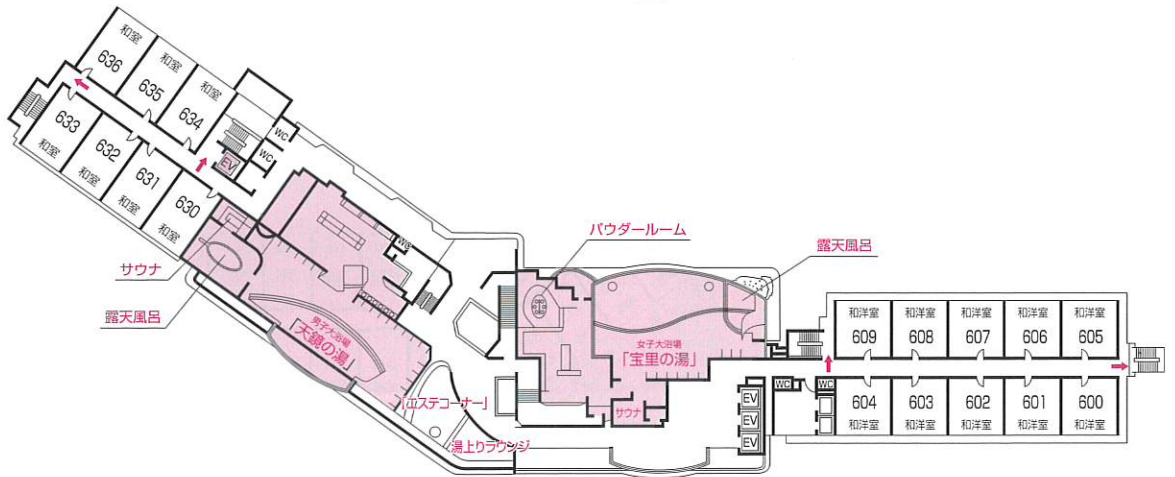 和室
636
和室
635
和室
634
633
和室
632
和室
631
和室
630
和室
EV
WC
WC
WC
サウナ
露天風呂
男子大浴場
「天鏡の湯」
「エステコーナー」
湯上りラウンジ
パウダールーム
露天風呂
女子大浴場
「宝里の湯」
サウナ
EV
EV
EV
WC
WC
和洋室
609
和洋室
608
和洋室
607
和洋室
606
和洋室
605
604
和洋室
603
和洋室
602
和洋室
601
和洋室
600
和洋室